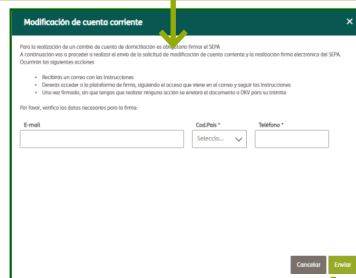 Modificación de cuenta corriente
Para la realización de un cambio de cuenta de domiciliación es obligatorio firmar el SEPA
A continuación vas a proceder a realizar el envío de la solicitud de modificación de cuenta corriente y la realización firma electrónica del SEPA.
Ocurrirán las siguientes acciones
• Recibirás un correo con las instrucciones
• Deberás acceder a la plataforma de firma, siguiendo el acceso que viene en el correo y seguir las instrucciones
• Una vez firmado, sin que tengas que realizar ninguna acción se enviará el documento a DKV para su tramite
Por favor, verifica los datos necesarios para la firma:
E-mail Cod.País * Teléfono *
Selecció...
Cancelar Enviar